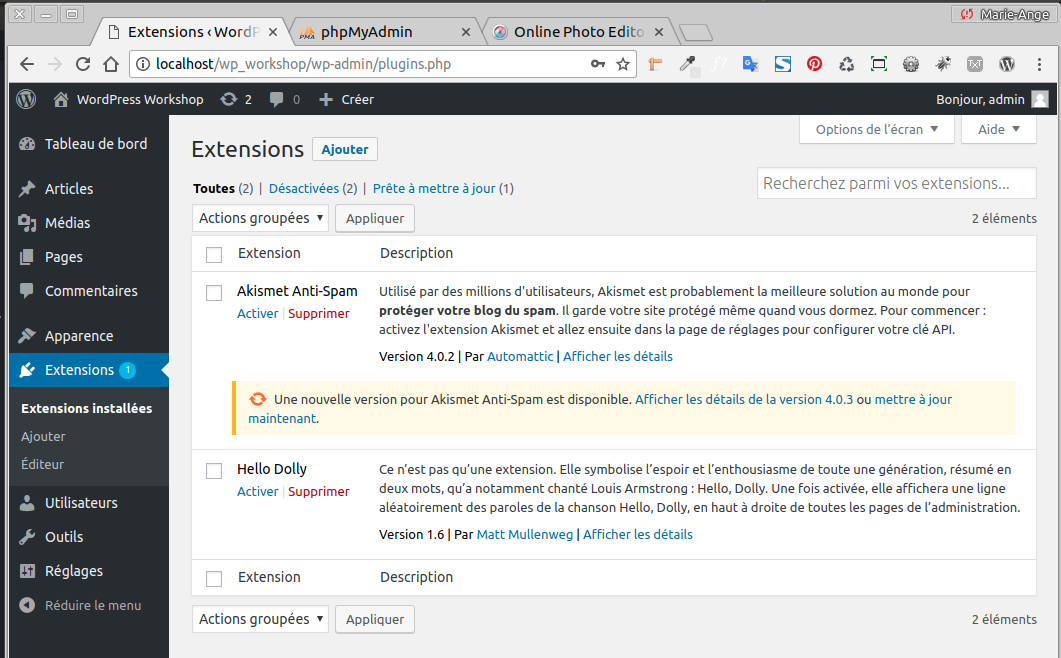 Marie-Ange
Extensions ‹ WordP
phpMyAdmin
Online Photo Edito
localhost/wp_workshop/wp-admin/plugins.php
WordPress Workshop
2
0
Créer
Bonjour, admin
Tableau de bord
Articles
Médias
Pages
Commentaires
Apparence
Extensions 1
Extensions installées
Ajouter
Éditeur
Utilisateurs
Outils
Réglages
Réduire le menu
Options de l'écran
Aide
Extensions Ajouter
Toutes (2) | Désactivées (2) | Prête à mettre à jour (1)
Recherchez parmi vos extensions…
Actions groupées Appliquer
2 éléments
Extension Description
Akismet Anti-Spam
Activer | Supprimer
Utilisé par des millions d'utilisateurs, Akismet est probablement la meilleure solution au monde pour
protéger votre blog du spam. Il garde votre site protégé même quand vous dormez. Pour commencer :
activez l'extension Akismet et allez ensuite dans la page de réglages pour configurer votre clé API.
Version 4.0.2 | Par Automattic | Afficher les détails
Une nouvelle version pour Akismet Anti-Spam est disponible. Afficher les détails de la version 4.0.3 ou mettre à jour
maintenant.
Hello Dolly
Activer | Supprimer
Ce n’est pas qu’une extension. Elle symbolise l’espoir et l’enthousiasme de toute une génération, résumé en
deux mots, qu’a notamment chanté Louis Armstrong : Hello, Dolly. Une fois activée, elle affichera une ligne
aléatoirement des paroles de la chanson Hello, Dolly, en haut à droite de toutes les pages de l’administration.
Version 1.6 | Par Matt Mullenweg | Afficher les détails
Extension Description
Actions groupées Appliquer
2 éléments